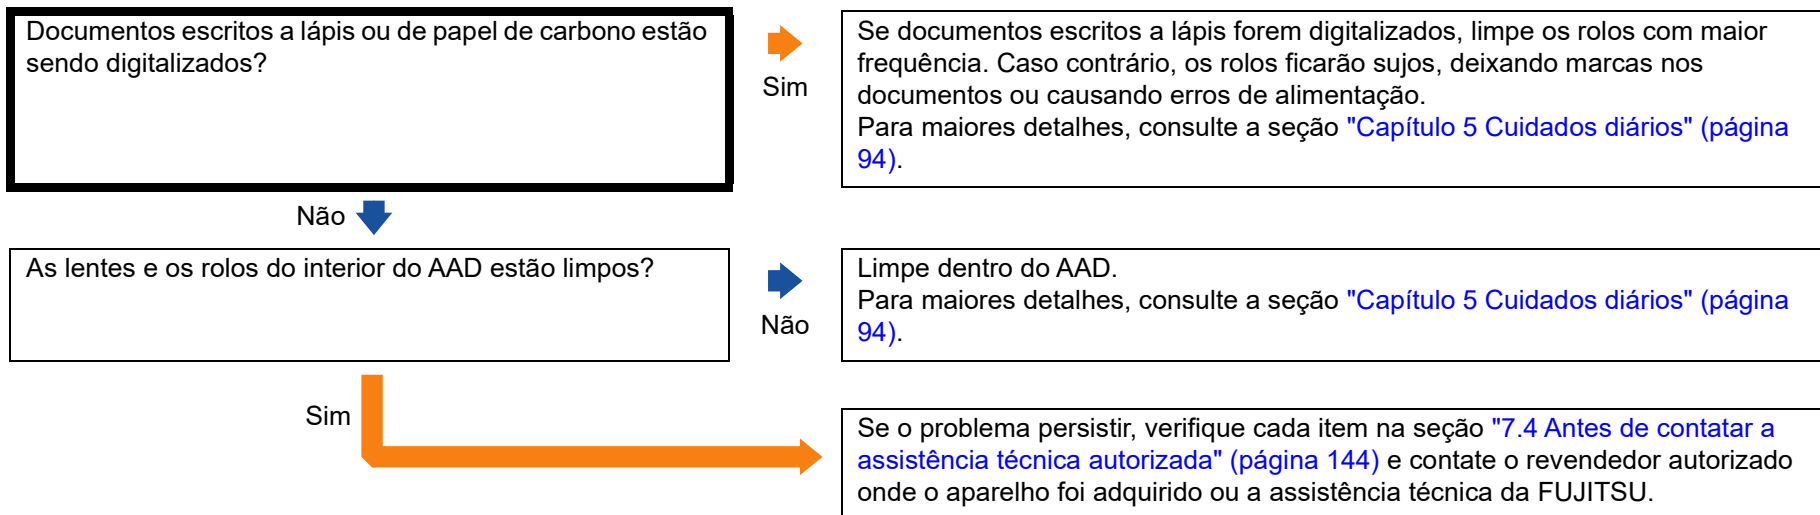 Documentos escritos a lápis ou de papel de carbono estão
sendo digitalizados?
Sim
Se documentos escritos a lápis forem digitalizados, limpe os rolos com maior
frequência. Caso contrário, os rolos ficarão sujos, deixando marcas nos
documentos ou causando erros de alimentação.
Para maiores detalhes, consulte a seção "Capítulo 5 Cuidados diários" (página
94).
Não
As lentes e os rolos do interior do AAD estão limpos?
Não
Limpe dentro do AAD.
Para maiores detalhes, consulte a seção "Capítulo 5 Cuidados diários" (página
94).
Sim
Se o problema persistir, verifique cada item na seção "7.4 Antes de contatar a
assistência técnica autorizada" (página 144) e contate o revendedor autorizado
onde o aparelho foi adquirido ou a assistência técnica da FUJITSU.